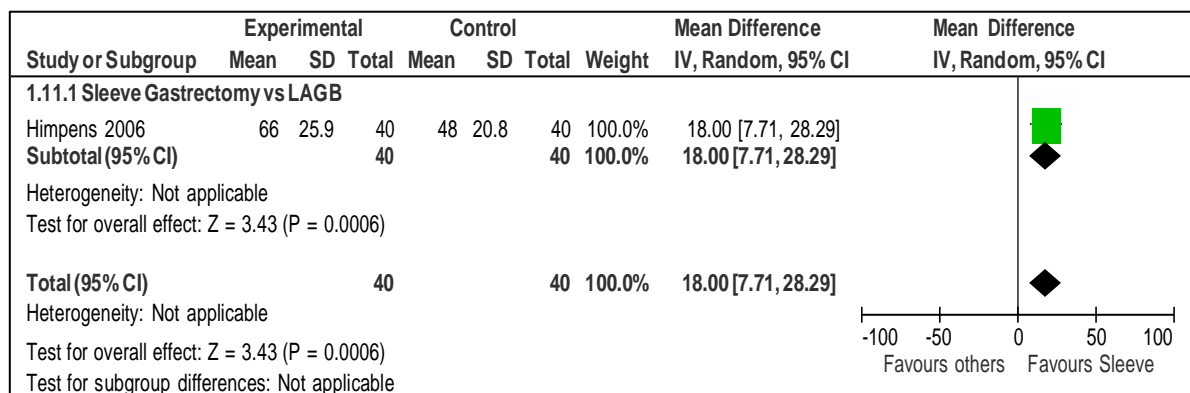 Experimental Control Mean Difference Mean Difference
Study or Subgroup Mean SD Total Mean SD Total Weight IV, Random, 95% CI IV, Random, 95% CI
1.11.1 Sleeve Gastrectomy vs LAGB
Himpens 2006 66 25.9 40 48 20.8 40 100.0% 18.00 [7.71, 28.29]
Subtotal (95% CI) 40 40 100.0% 18.00 [7.71, 28.29]
Heterogeneity: Not applicable
Test for overall effect: Z = 3.43 (P = 0.0006)
Total (95% CI) 40 40 100.0% 18.00 [7.71, 28.29]
Heterogeneity: Not applicable
Test for overall effect: Z = 3.43 (P = 0.0006)
Test for subgroup differences: Not applicable
-100 -50 0 50 100
Favours others Favours Sleeve